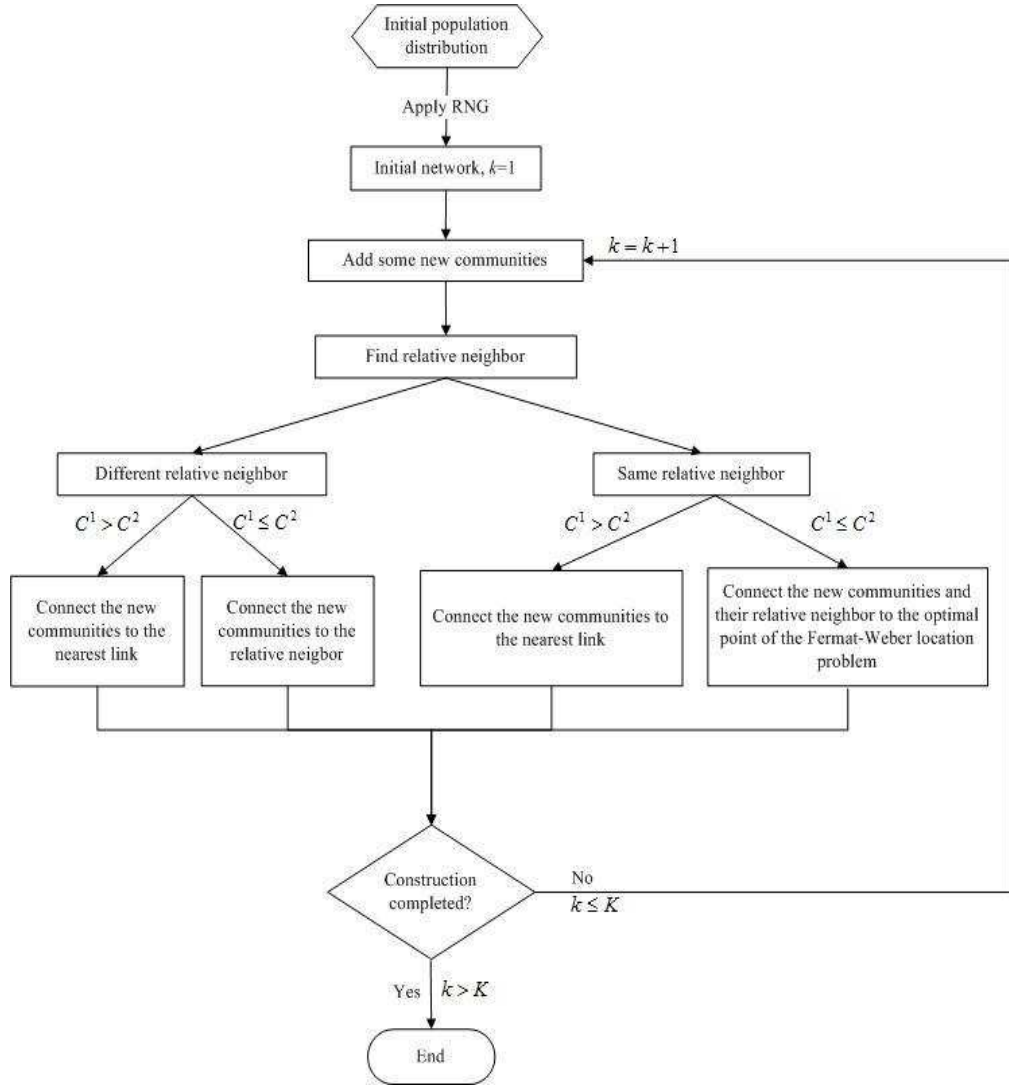 Initial population
distribution
Apply RNG
Initial network, k=1
k = k+1
Add some new communities
Find relative neighbor
Different relative neighbor
Same relative neighbor
C¹ > C²
C¹ ≤ C²
C¹ > C²
C¹ ≤ C²
Connect the new
communities to the
nearest link
Connect the new
communities to the
relative neigbor
Connect the new communities to
the nearest link
Connect the new communities and
their relative neighbor to the optimal
point of the Fermat-Weber location
problem
Construction
completed?
No
k ≤ K
Yes
k > K
End